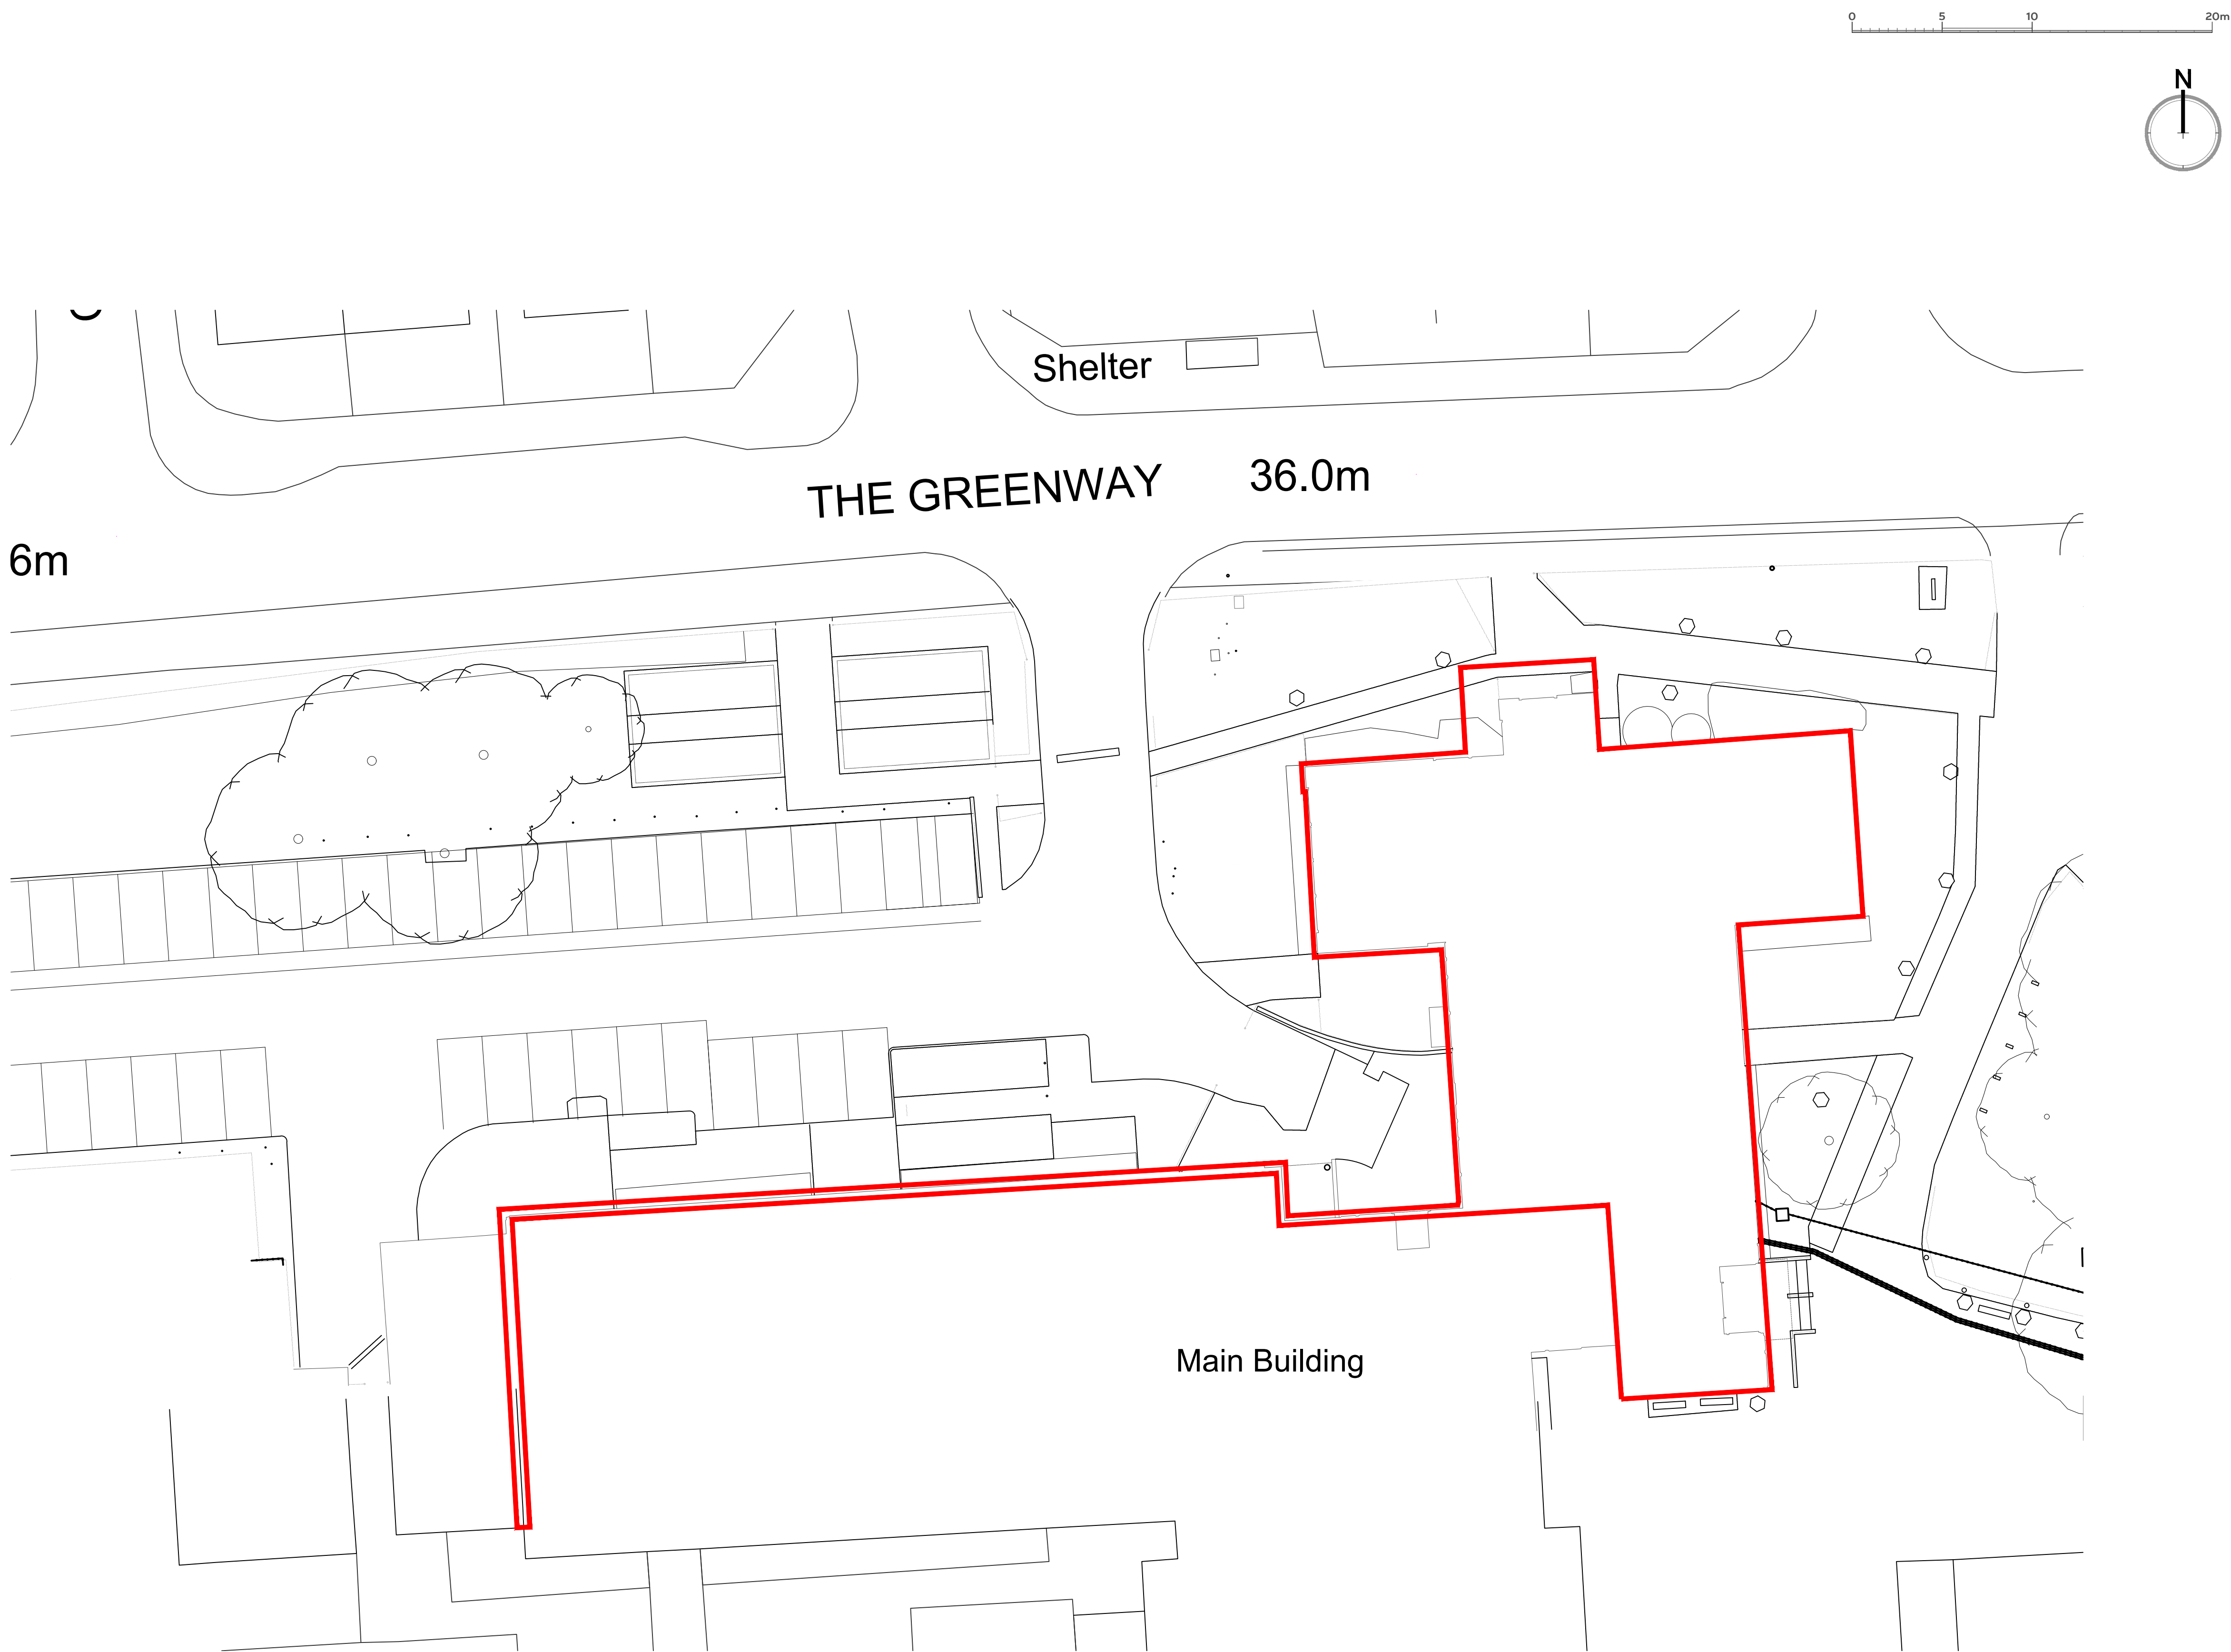 0 5 10 20m
N
Shelter
THE GREENWAY 36.0m
6m
Main Building